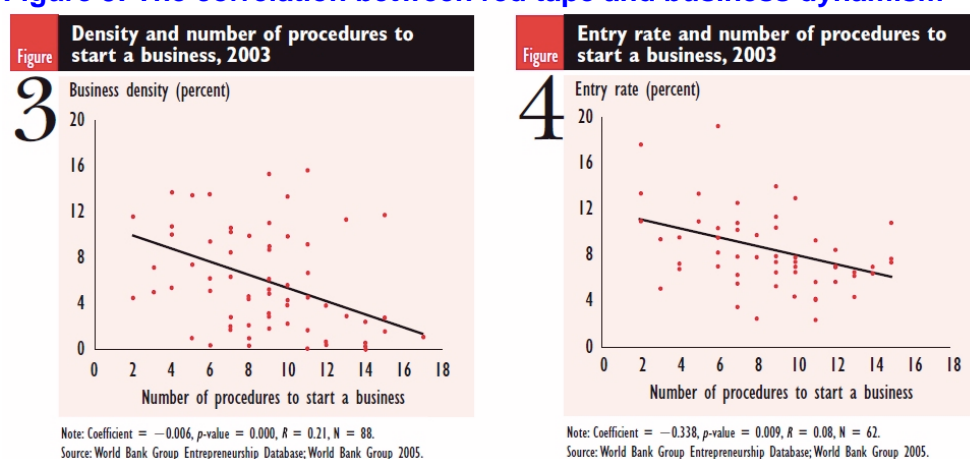 Figure 3: The correlation between red tape and business dynamism
Figure
3
Density and number of procedures to
start a business, 2003
Business density (percent)
20
16
12
8
4
0
0 2 4 6 8 10 12 14 16 18
Number of procedures to start a business
Note: Coefficient = −0.006, p-value = 0.000, R = 0.21, N = 88.
Source: World Bank Group Entrepreneurship Database; World Bank Group 2005.
Figure
4
Entry rate and number of procedures to
start a business, 2003
Entry rate (percent)
20
16
12
8
4
0
0 2 4 6 8 10 12 14 16 18
Number of procedures to start a business
Note: Coefficient = −0.338, p-value = 0.009, R = 0.08, N = 62.
Source: World Bank Group Entrepreneurship Database; World Bank Group 2005.